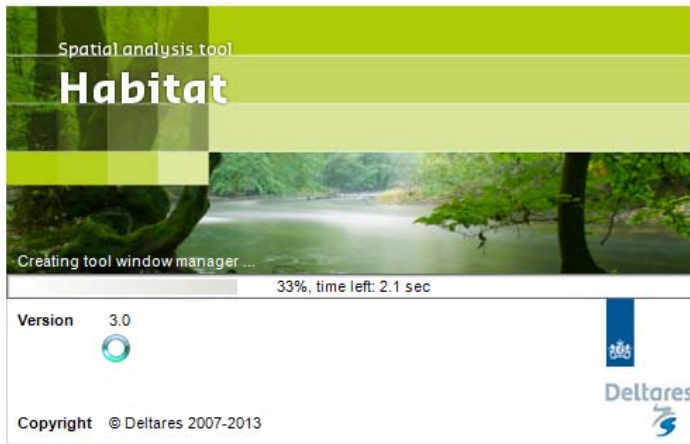 Spatial analysis tool
Habitat
Creating tool window manager ...
33%, time left: 2.1 sec
Version 3.0
Deltares
Copyright © Deltares 2007-2013